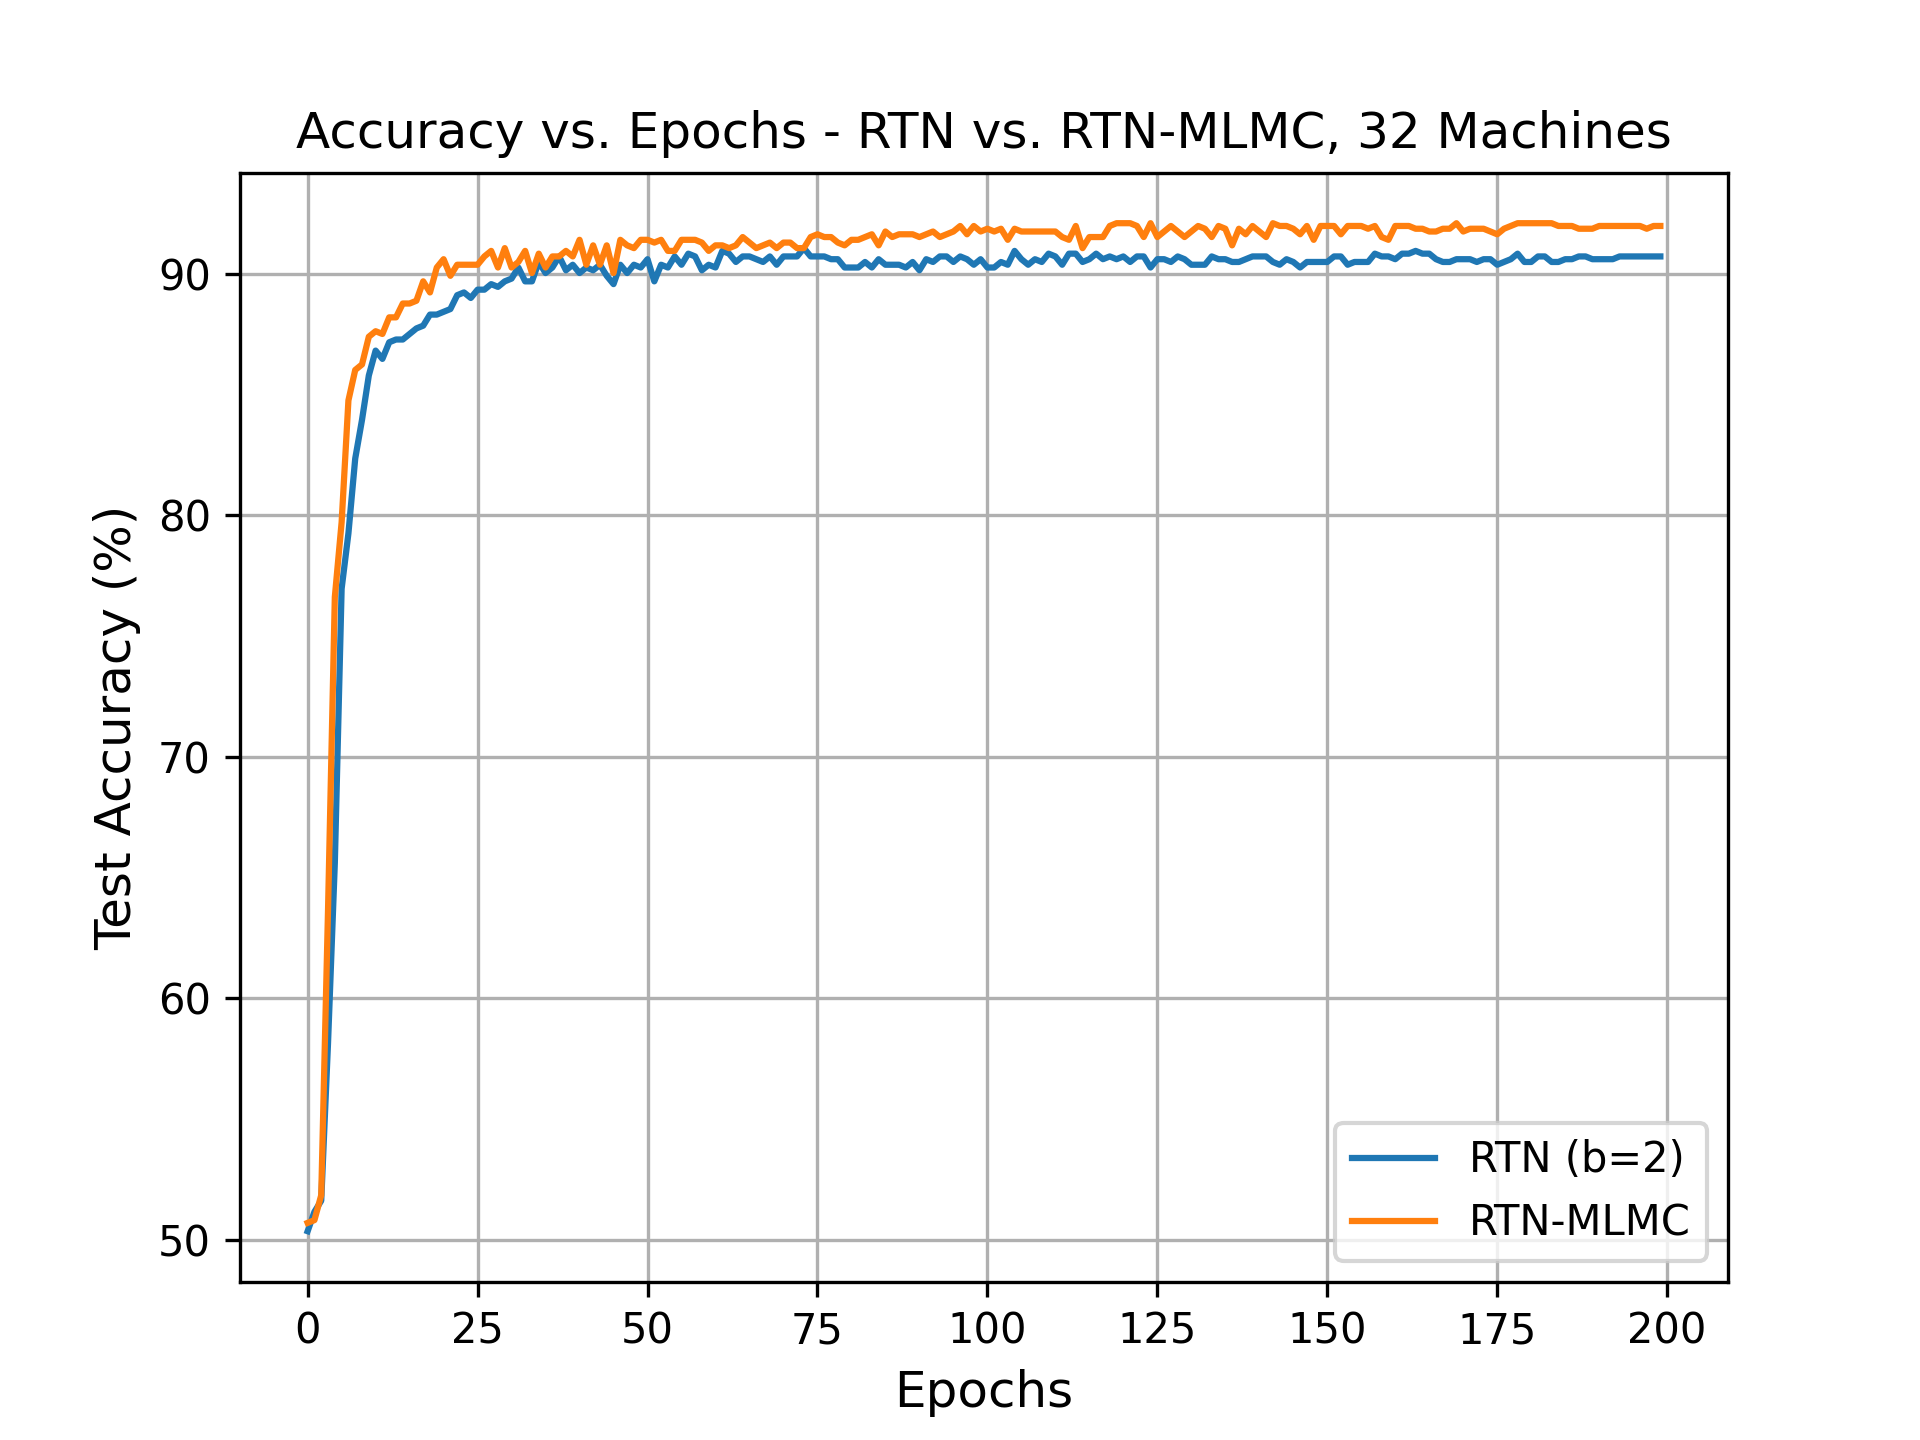 Accuracy vs. Epochs - RTN vs. RTN-MLMC, 32 Machines
Test Accuracy (%)
90
80
70
60
50
0 25 50 75 100 125 150 175 200
Epochs
RTN (b=2)
RTN-MLMC